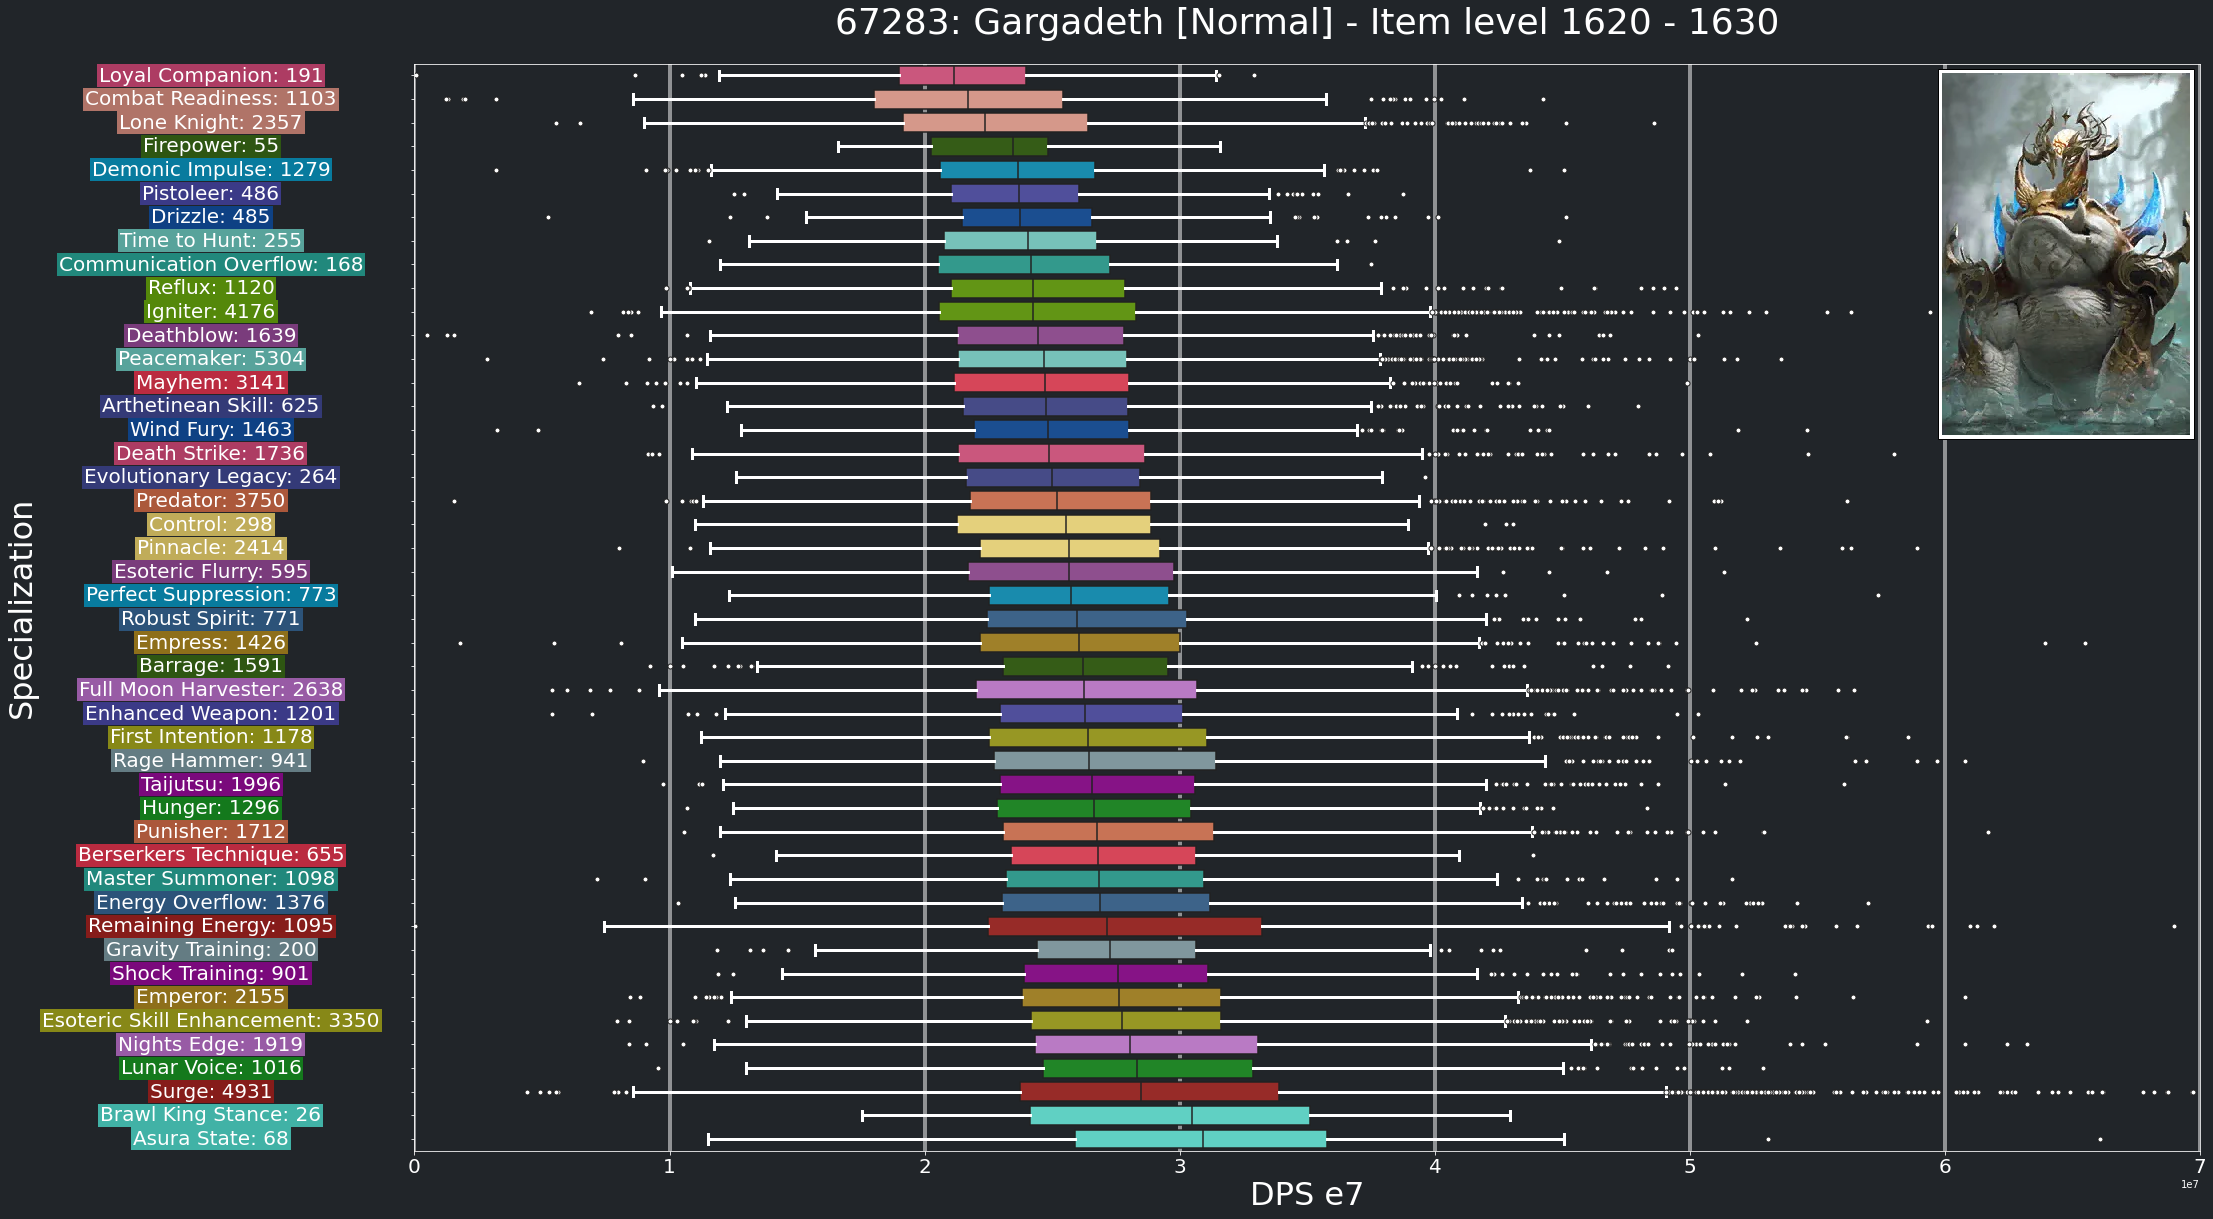 67283: Gargadeth [Normal] - Item level 1620 - 1630
Specialization
Loyal Companion: 191
Combat Readiness: 1103
Lone Knight: 2357
Firepower: 55
Demonic Impulse: 1279
Pistoleer: 486
Drizzle: 485
Time to Hunt: 255
Communication Overflow: 168
Reflux: 1120
Igniter: 4176
Deathblow: 1639
Peacemaker: 5304
Mayhem: 3141
Arthetinean Skill: 625
Wind Fury: 1463
Death Strike: 1736
Evolutionary Legacy: 264
Predator: 3750
Control: 298
Pinnacle: 2414
Esoteric Flurry: 595
Perfect Suppression: 773
Robust Spirit: 771
Empress: 1426
Barrage: 1591
Full Moon Harvester: 2638
Enhanced Weapon: 1201
First Intention: 1178
Rage Hammer: 941
Taijutsu: 1996
Hunger: 1296
Punisher: 1712
Berserkers Technique: 655
Master Summoner: 1098
Energy Overflow: 1376
Remaining Energy: 1095
Gravity Training: 200
Shock Training: 901
Emperor: 2155
Esoteric Skill Enhancement: 3350
Nights Edge: 1919
Lunar Voice: 1016
Surge: 4931
Brawl King Stance: 26
Asura State: 68
0 1 2 3 4 5 6 7
1e7
DPS e7